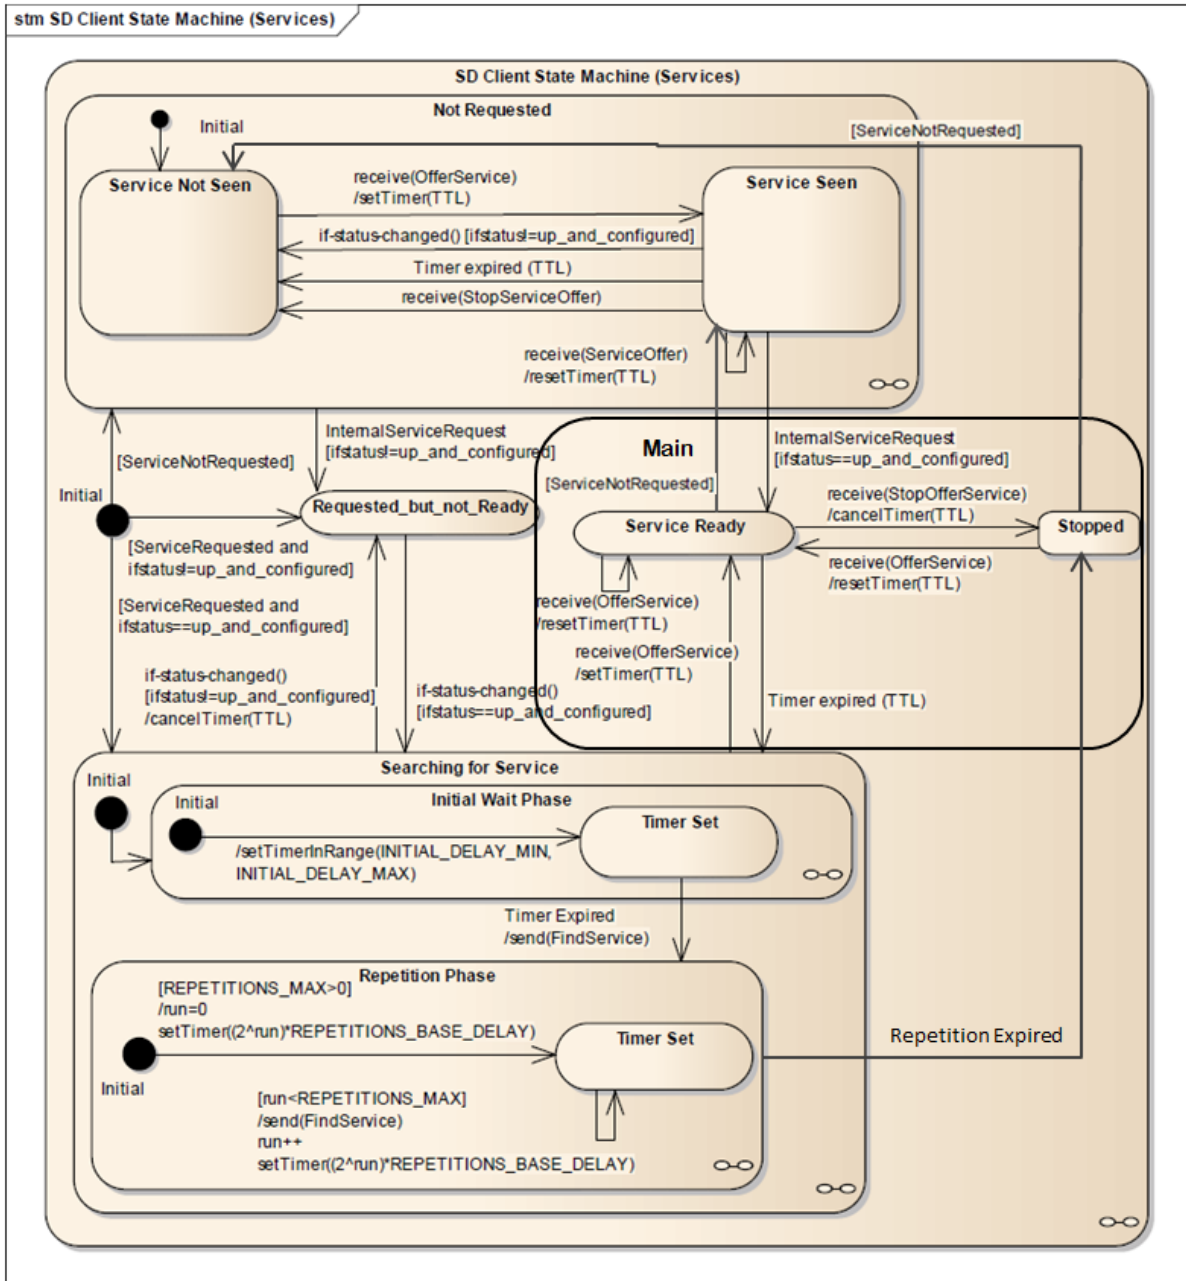 stm SD Client State Machine (Services)
SD Client State Machine (Services)
Not Requested
Initial
[ServiceNotRequested]
Service Not Seen
Service Seen
receive(OfferService)
/setTimer(TTL)
if-status-changed() [ifstatus!=up_and_configured]
Timer expired (TTL)
receive(StopServiceOffer)
receive(ServiceOffer)
/resetTimer(TTL)
InternalServiceRequest
[ifstatus!=up_and_configured]
Main
InternalServiceRequest
[ifstatus==up_and_configured]
[ServiceNotRequested]
[ServiceNotRequested]
Initial
Requested_but_not_Ready
Service Ready
receive(StopOfferService)
/cancelTimer(TTL)
Stopped
[ServiceRequested and
ifstatus!=up_and_configured]
receive(OfferService)
/resetTimer(TTL)
[ServiceRequested and
ifstatus==up_and_configured]
receive(OfferService)
/resetTimer(TTL)
receive(OfferService)
/setTimer(TTL)
if-status-changed()
[ifstatus!=up_and_configured]
/cancelTimer(TTL)
if-status-changed()
[ifstatus==up_and_configured]
Timer expired (TTL)
Searching for Service
Initial
Initial Wait Phase
Initial
Timer Set
/setTimerInRange(INITIAL_DELAY_MIN,
INITIAL_DELAY_MAX)
Timer Expired
/send(FindService)
Repetition Phase
[REPETITIONS_MAX>0]
/run=0
setTimer((2^run)*REPETITIONS_BASE_DELAY)
Timer Set
Repetition Expired
Initial
[run<REPETITIONS_MAX]
/send(FindService)
run++
setTimer((2^run)*REPETITIONS_BASE_DELAY)